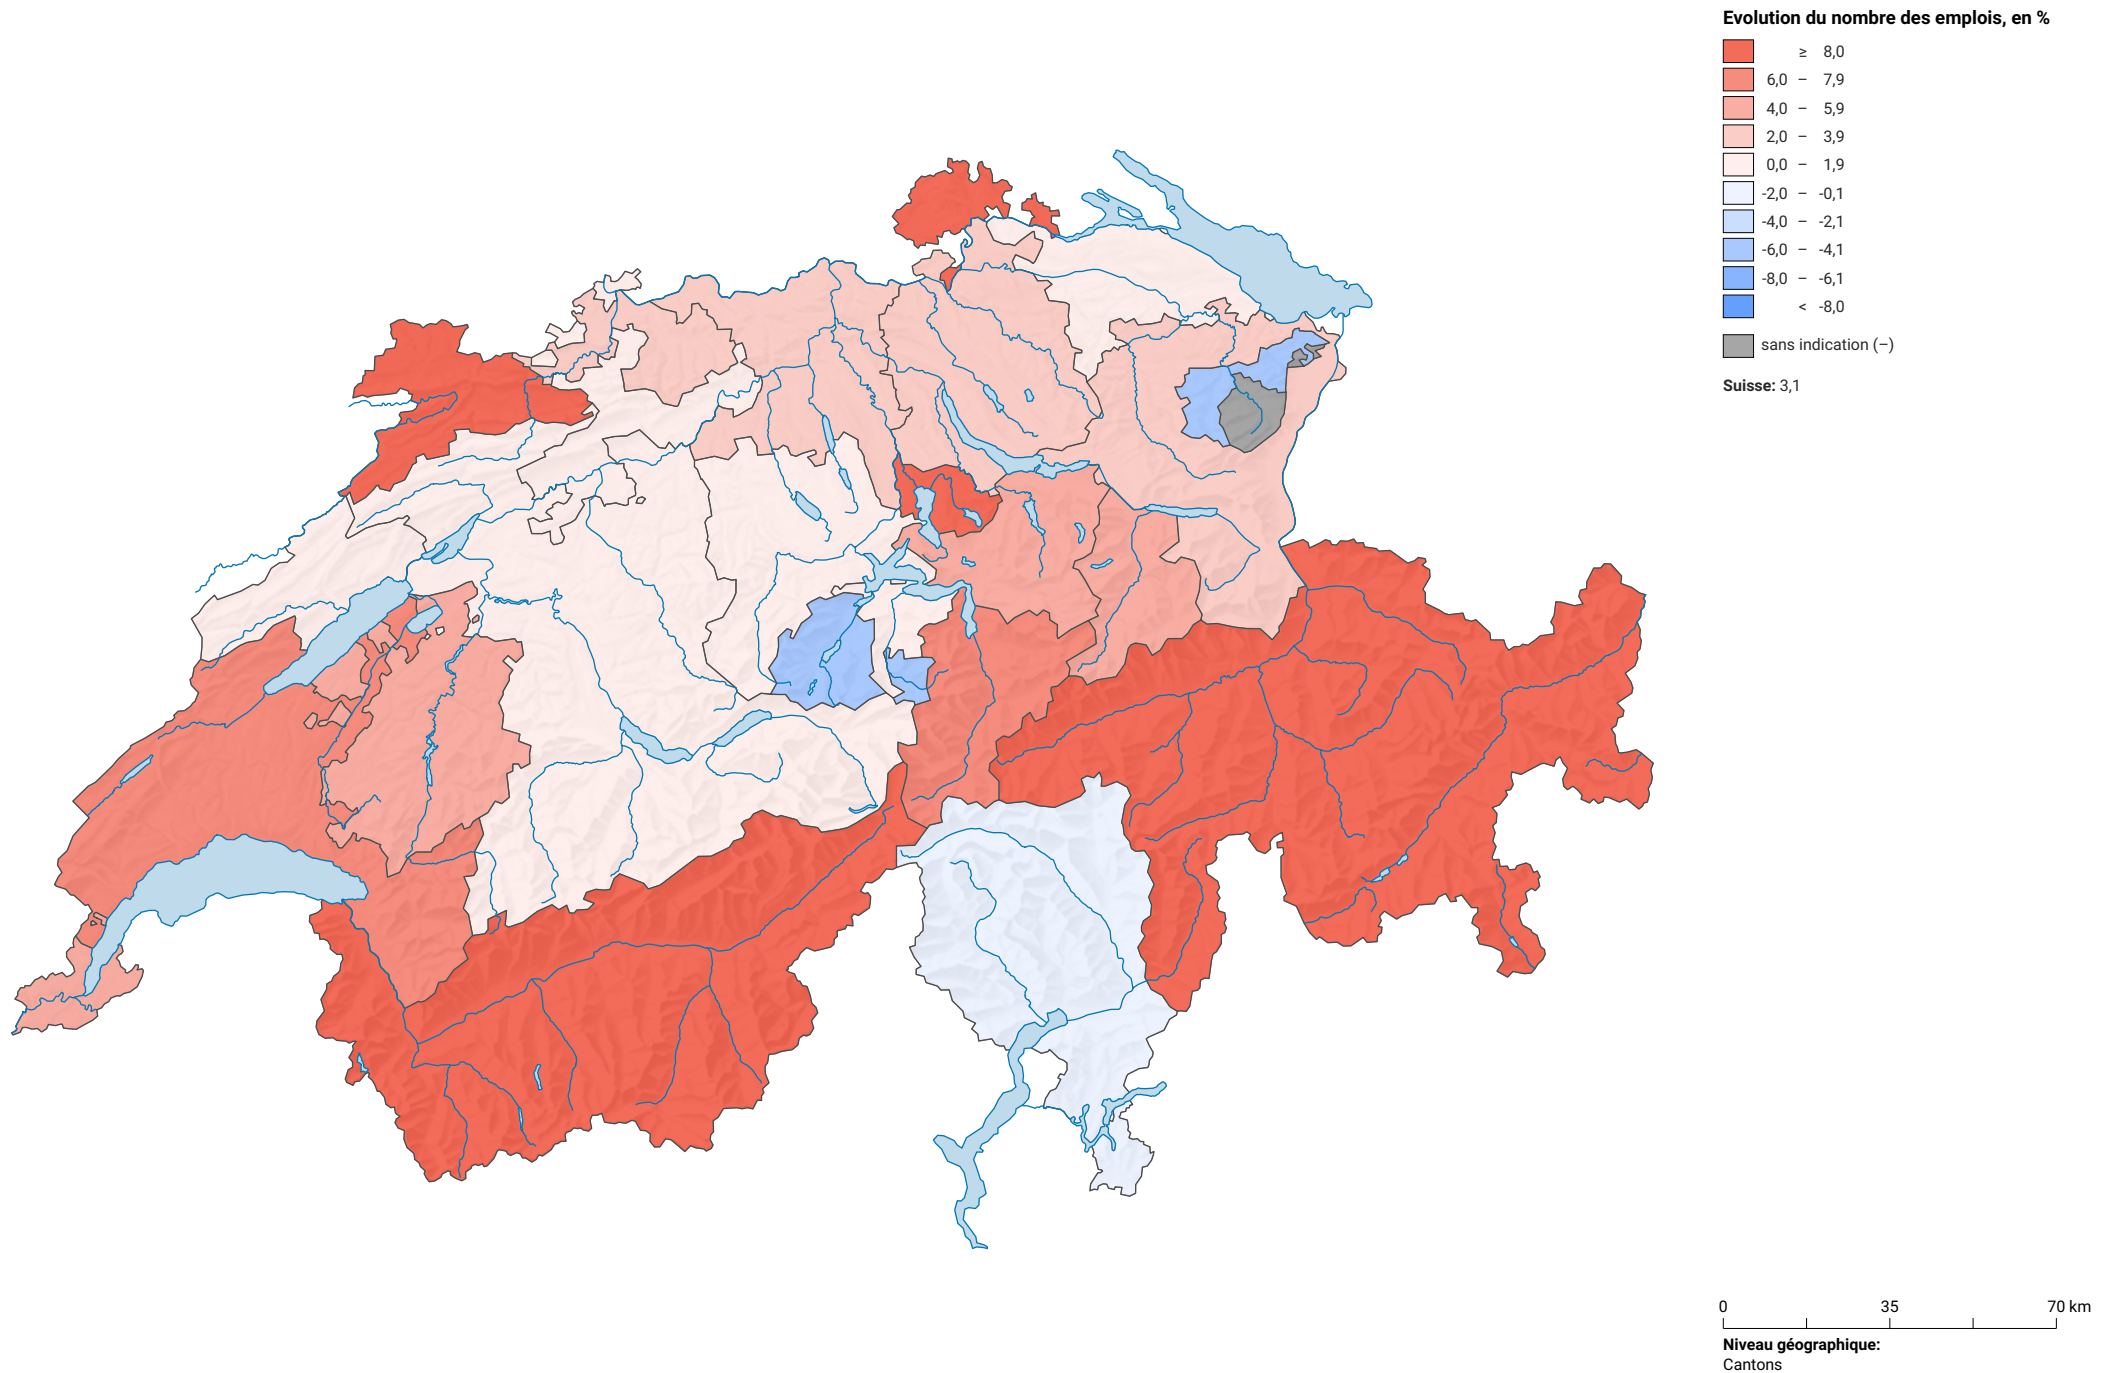 Evolution du nombre des emplois, en %
≥ 8,0
6,0 – 7,9
4,0 – 5,9
2,0 – 3,9
0,0 – 1,9
-2,0 – -0,1
-4,0 – -2,1
-6,0 – -4,1
-8,0 – -6,1
< -8,0
sans indication (–)
Suisse: 3,1
0 35 70 km
Niveau géographique:
Cantons